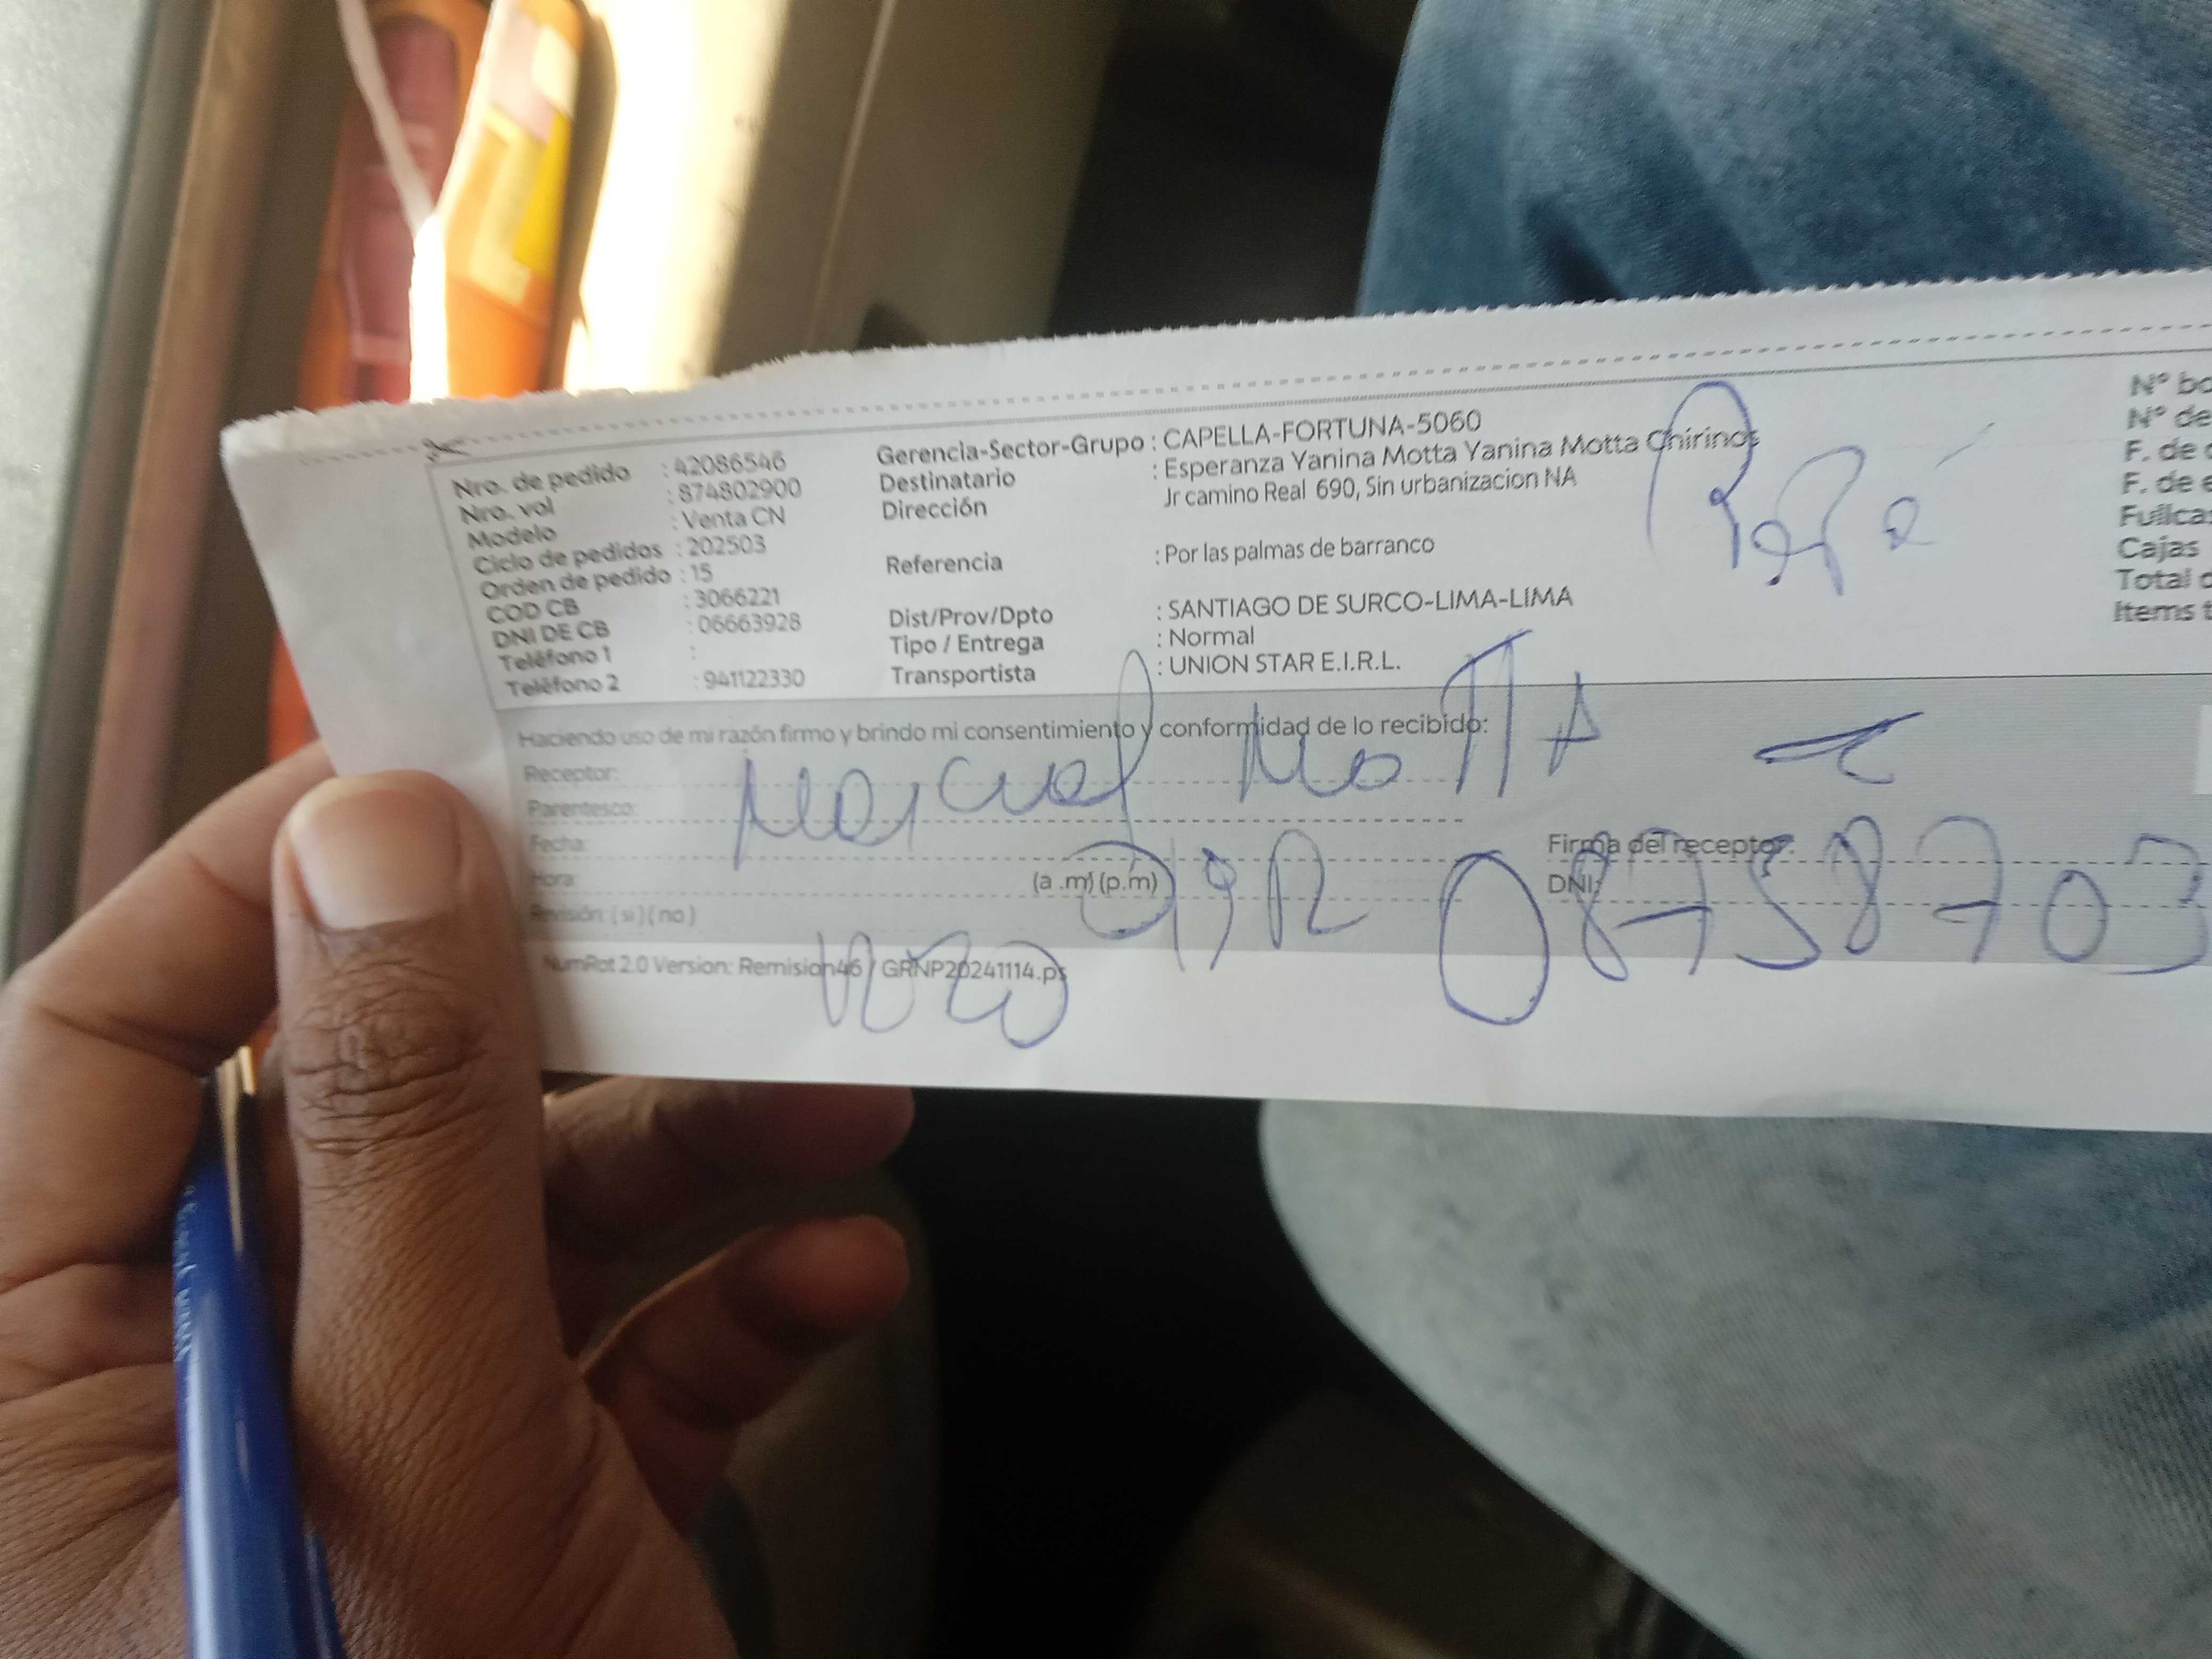 Nro. de pedido : 42086546
Nro. vol : 874802900
Modelo : Venta CN
Ciclo de pedidos : 202503
Orden de pedido : 15
COD CB : 3066221
DNI DE CB : 06663928
Teléfono 1 :
Teléfono 2 : 941122330
Gerencia-Sector-Grupo : CAPELLA-FORTUNA-5060
Destinatario : Esperanza Yanina Motta Yanina Motta Chirinos
Dirección Jr camino Real 690, Sin urbanizacion NA
Referencia : Por las palmas de barranco
Dist/Prov/Dpto : SANTIAGO DE SURCO-LIMA-LIMA
Tipo / Entrega : Normal
Transportista : UNION STAR E.I.R.L.
Papá
N° bo
N° de
F. de
F. de e
Fullcas
Cajas
Total d
Items t
Haciendo uso de mi razón firmo y brindo mi consentimiento y conformidad de lo recibido:
Receptor:
MoTTA
Parentesco:
Fecha:
Firma del receptor:
Hora: (a .m) (p.m)
DNI:
08758703
Revisión: ( si ) ( no )
NumRot 2.0 Version: Remision46 / GRNP20241114.ps